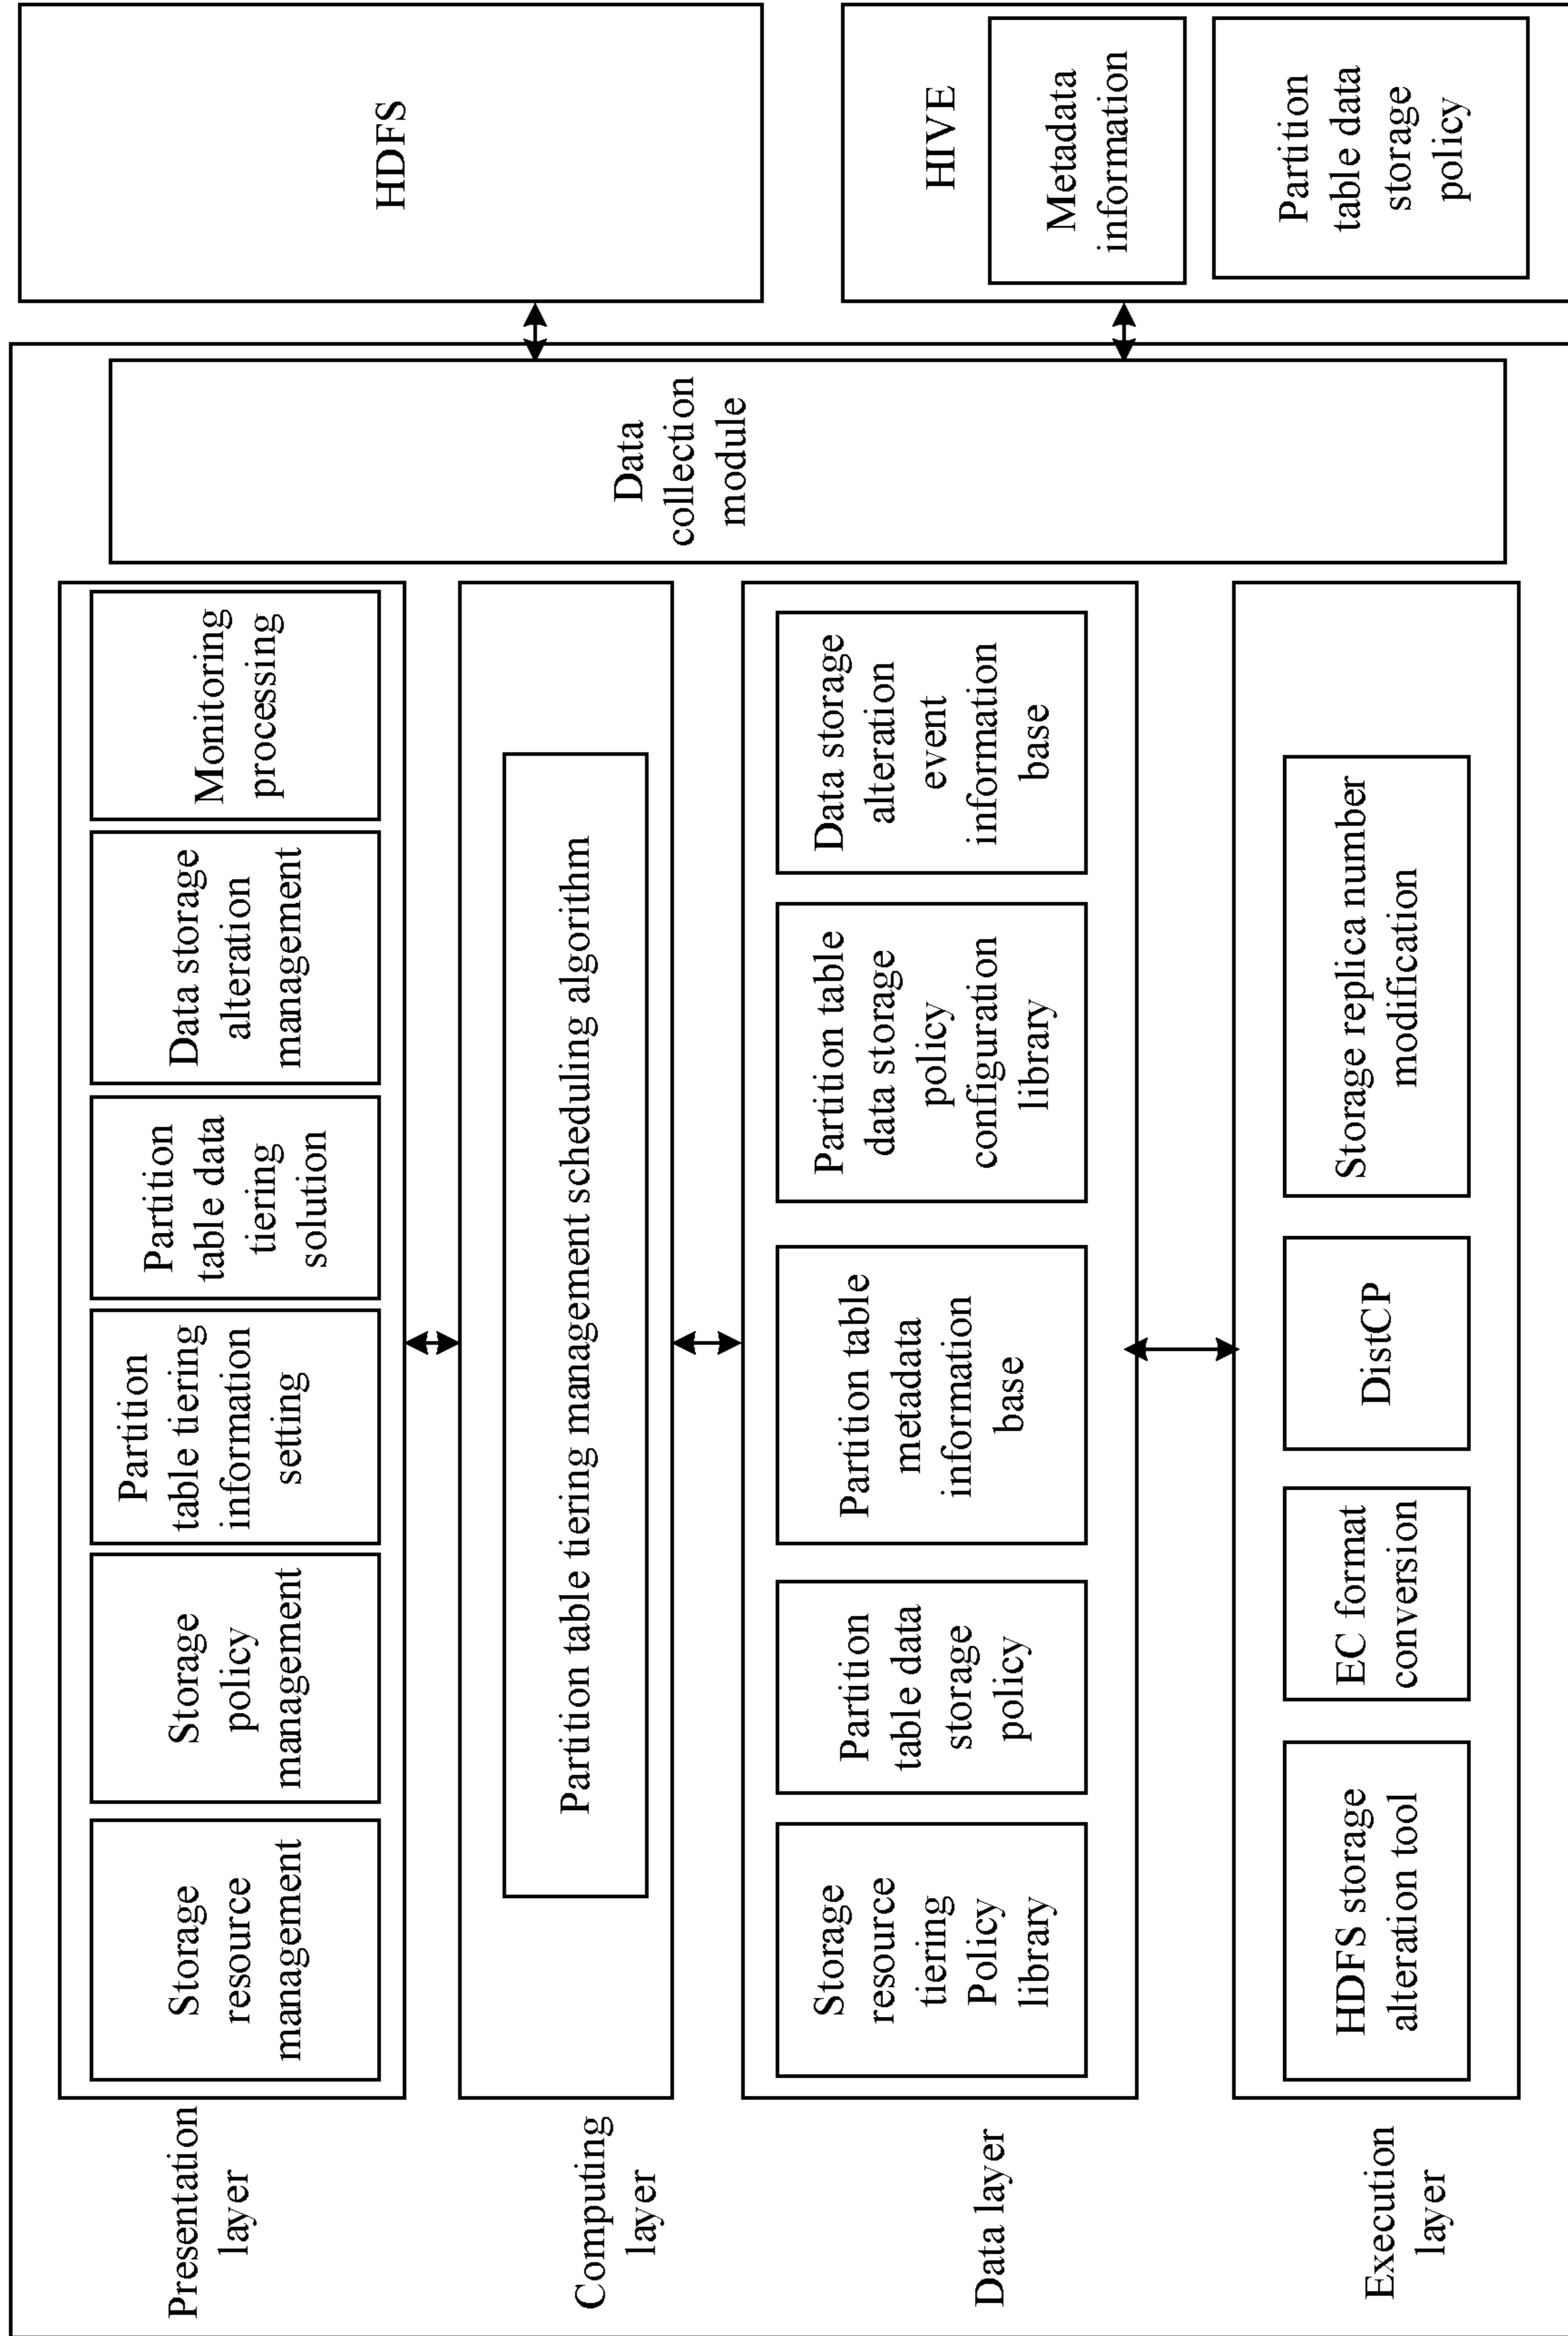 Presentation
layer
Storage
resource
management
Storage
policy
management
Partition
table tiering
information
setting
Partition
table data
tiering
solution
Data storage
alteration
management
Monitoring
processing
Computing
layer
Partition table tiering management scheduling algorithm
Data layer
Storage
resource
tiering
Policy
library
Partition
table data
storage
policy
Partition table
metadata
information
base
Partition table
data storage
policy
configuration
library
Data storage
alteration
event
information
base
Execution
layer
HDFS storage
alteration tool
EC format
conversion
DistCP
Storage replica number
modification
Data
collection
module
HDFS
HIVE
Metadata
information
Partition
table data
storage
policy